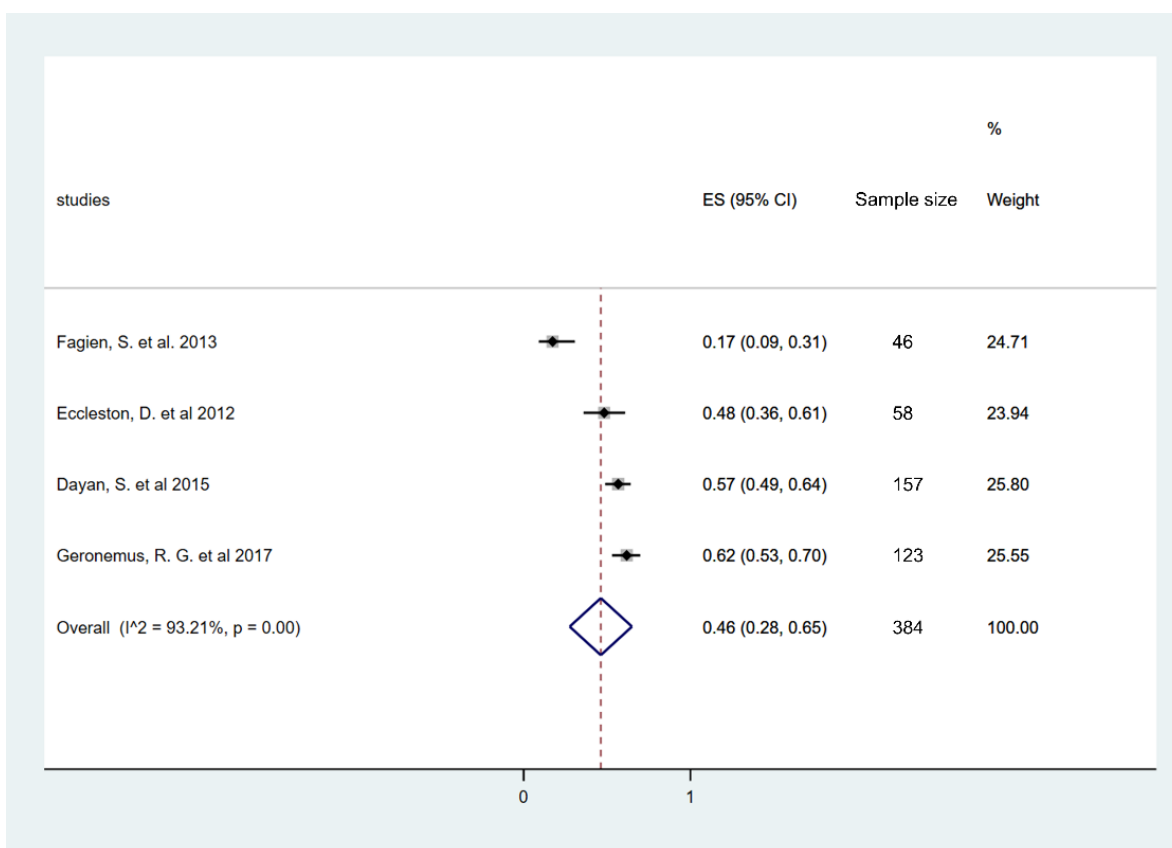 %
studies ES (95% CI) Sample size Weight
Fagien, S. et al. 2013 0.17 (0.09, 0.31) 46 24.71
Eccleston, D. et al 2012 0.48 (0.36, 0.61) 58 23.94
Dayan, S. et al 2015 0.57 (0.49, 0.64) 157 25.80
Geronemus, R. G. et al 2017 0.62 (0.53, 0.70) 123 25.55
Overall (I^2 = 93.21%, p = 0.00) 0.46 (0.28, 0.65) 384 100.00
0 1